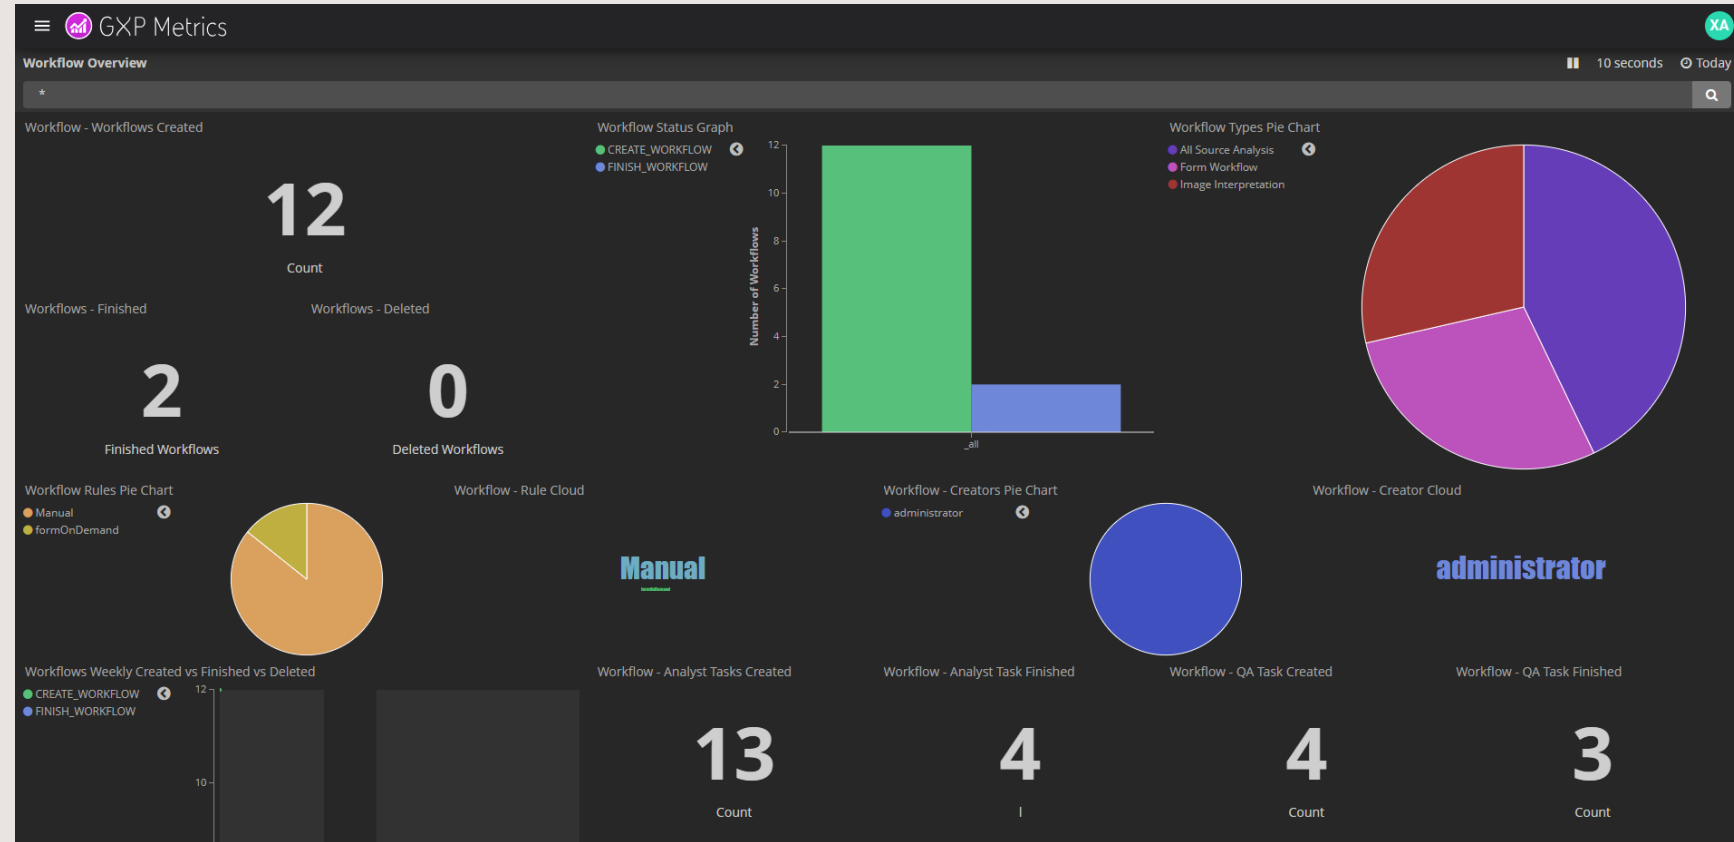 GXP Metrics
XA
Workflow Overview
10 seconds
Today
*
Workflow - Workflows Created
12
Count
Workflows - Finished
Workflows - Deleted
2
Finished Workflows
0
Deleted Workflows
Workflow Status Graph
CREATE_WORKFLOW
FINISH_WORKFLOW
Number of Workflows
12
10
8
6
4
2
0
_all
Workflow Types Pie Chart
All Source Analysis
Form Workflow
Image Interpretation
Workflow Rules Pie Chart
Manual
formOnDemand
Workflow - Rule Cloud
Manual
Workflow - Creators Pie Chart
administrator
Workflow - Creator Cloud
administrator
Workflows Weekly Created vs Finished vs Deleted
CREATE_WORKFLOW
FINISH_WORKFLOW
12
10
Workflow - Analyst Tasks Created
13
Count
Workflow - Analyst Task Finished
4
l
Workflow - QA Task Created
4
Count
Workflow - QA Task Finished
3
Count